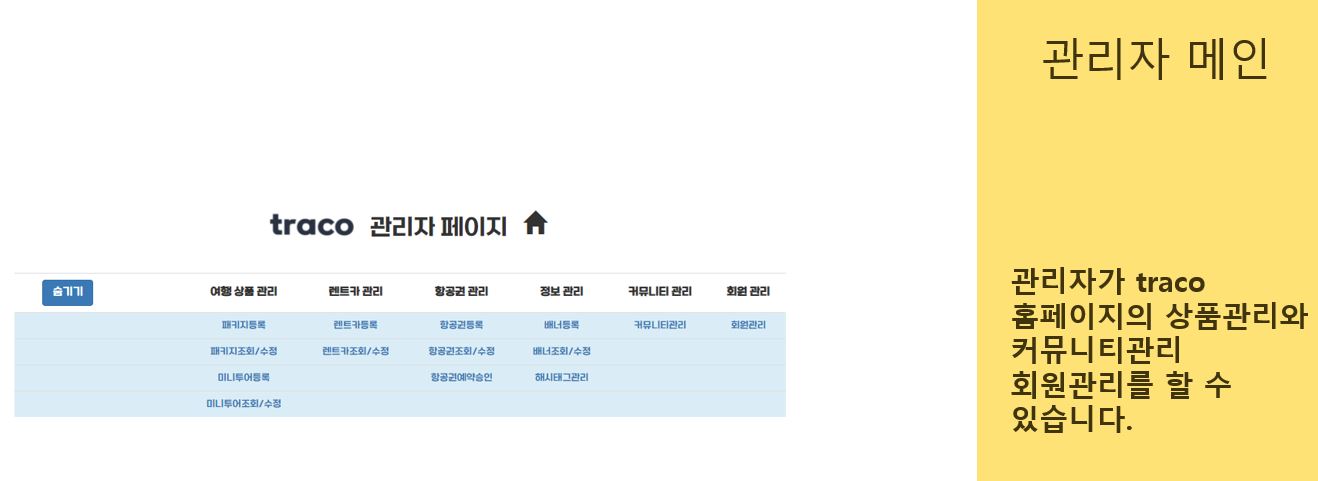 관리자 메인
traco 관리자 페이지
숨기기 여행 상품 관리 렌트카 관리 항공권 관리 정보 관리 커뮤니티 관리 회원 관리
패키지등록 렌트카등록 항공권등록 배너등록 커뮤니티관리 회원관리
패키지조회/수정 렌트카조회/수정 항공권조회/수정 배너조회/수정
미니투어등록 항공권예약승인 해시태그관리
미니투어조회/수정
관리자가 traco
홈페이지의 상품관리와
커뮤니티관리
회원관리를 할 수
있습니다.